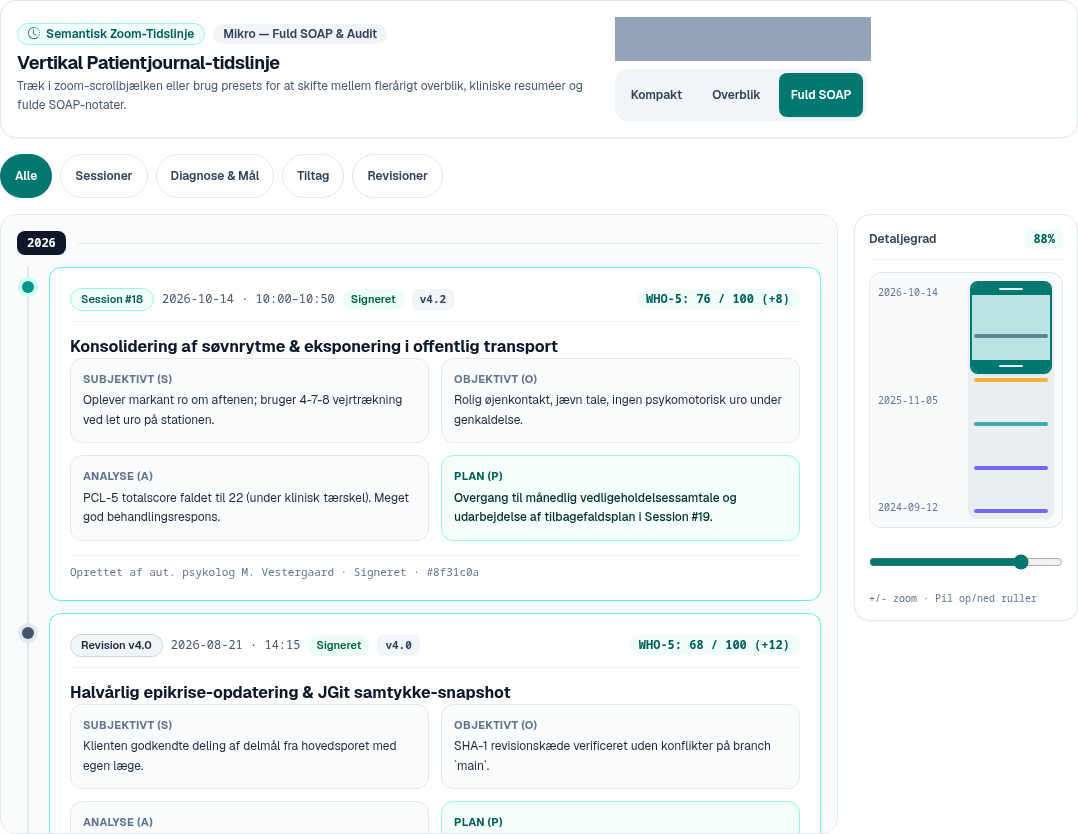 Semantisk Zoom-Tidslinje
Mikro — Fuld SOAP & Audit
Vertikal Patientjournal-tidslinje
Træk i zoom-scrollbjælken eller brug presets for at skifte mellem flerårigt overblik, kliniske resuméer og
fulde SOAP-notater.
Kompakt
Overblik
Fuld SOAP
Alle
Sessioner
Diagnose & Mål
Tiltag
Revisioner
2026
Session #18
2026-10-14 · 10:00–10:50
Signeret
v4.2
WHO-5: 76 / 100 (+8)
Konsolidering af søvnrytme & eksponering i offentlig transport
SUBJEKTIVT (S)
Oplever markant ro om aftenen; bruger 4-7-8 vejrtrækning
ved let uro på stationen.
OBJEKTIVT (O)
Rolig øjenkontakt, jævn tale, ingen psykomotorisk uro under
genkaldelse.
ANALYSE (A)
PCL-5 totalscore faldet til 22 (under klinisk tærskel). Meget
god behandlingsrespons.
PLAN (P)
Overgang til månedlig vedligeholdelsessamtale og
udarbejdelse af tilbagefaldsplan i Session #19.
Oprettet af aut. psykolog M. Vestergaard · Signeret · #8f31c0a
Revision v4.0
2026-08-21 · 14:15
Signeret
v4.0
WHO-5: 68 / 100 (+12)
Halvårlig epikrise-opdatering & JGit samtykke-snapshot
SUBJEKTIVT (S)
Klienten godkendte deling af delmål fra hovedsporet med
egen læge.
OBJEKTIVT (O)
SHA-1 revisionskæde verificeret uden konflikter på branch
`main`.
ANALYSE (A)
PLAN (P)
Detaljegrad
88%
2026-10-14
2025-11-05
2024-09-12
+/- zoom · Pil op/ned ruller